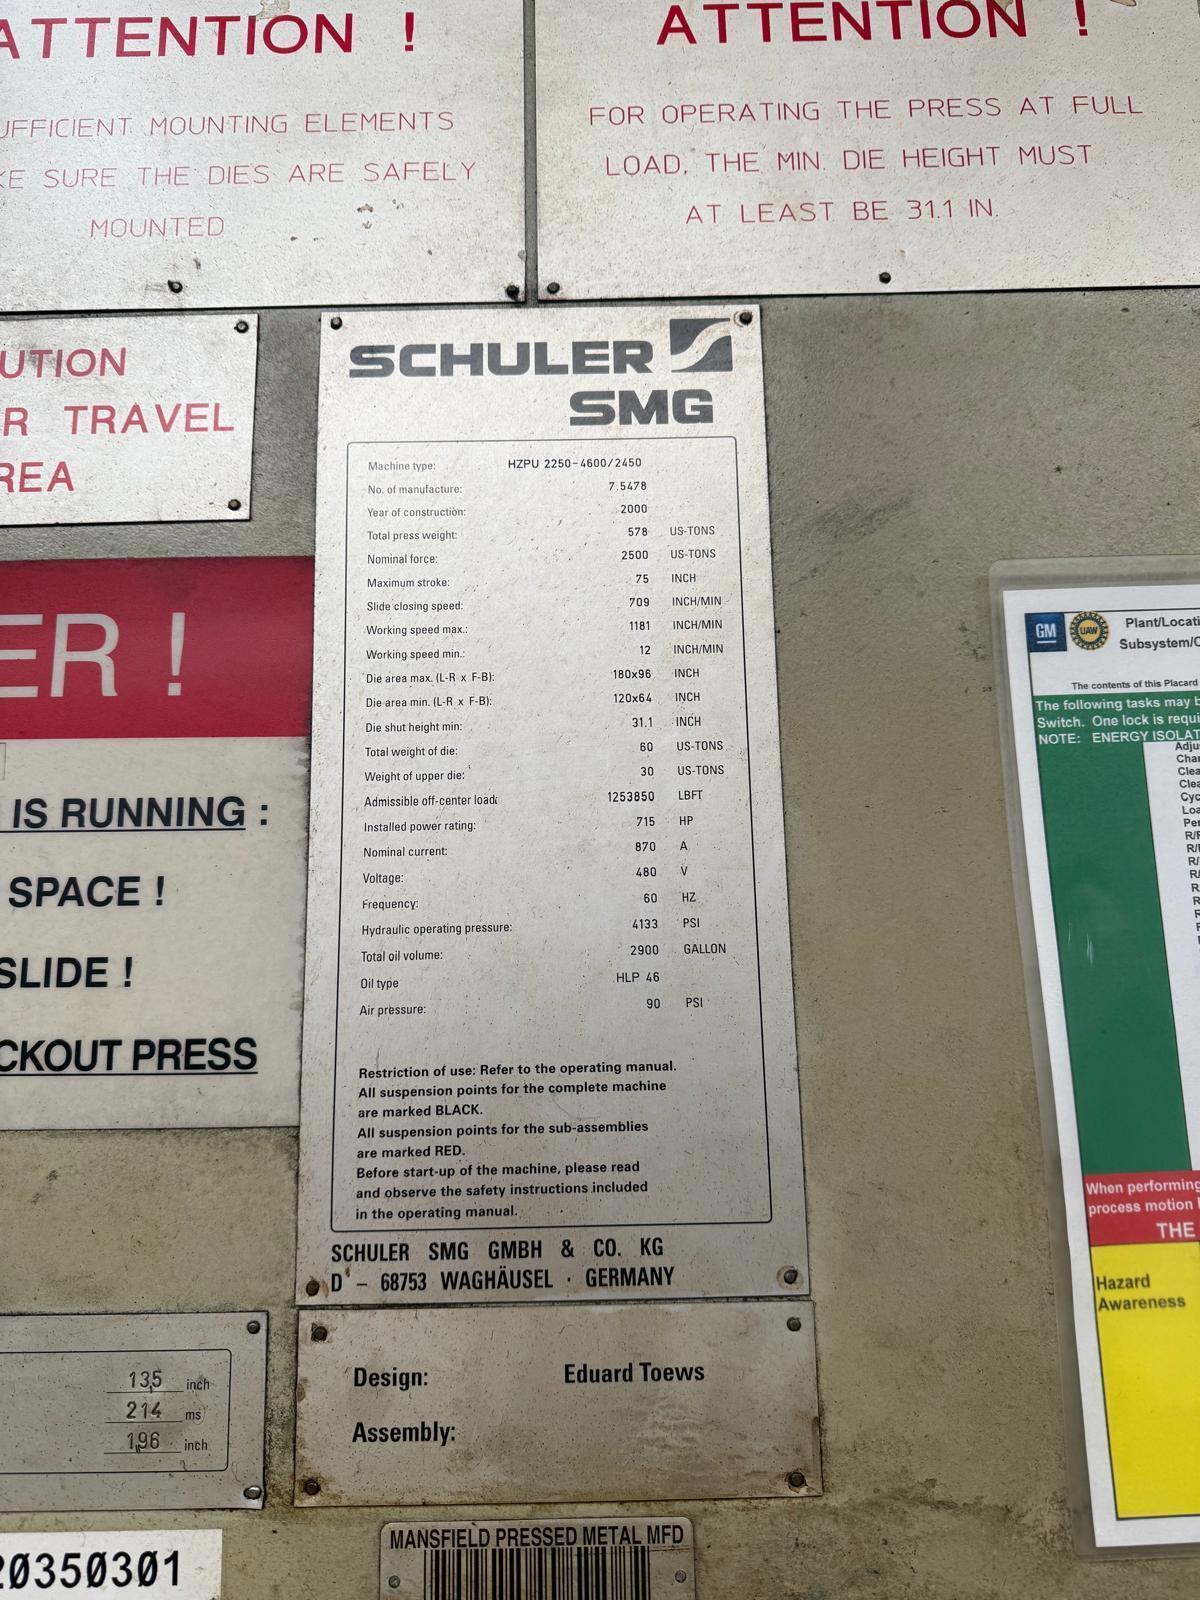 ATTENTION !
UFFICIENT MOUNTING ELEMENTS
KE SURE THE DIES ARE SAFELY
MOUNTED
ATTENTION !
FOR OPERATING THE PRESS AT FULL
LOAD, THE MIN. DIE HEIGHT MUST
AT LEAST BE 31.1 IN.
UTION
R TRAVEL
REA
ER !
IS RUNNING :
SPACE !
SLIDE !
CKOUT PRESS
SCHULER
SMG
Machine type: HZPU 2250-4600/2450
No. of manufacture: 7.5478
Year of construction: 2000
Total press weight: 578 US-TONS
Nominal force: 2500 US-TONS
Maximum stroke: 75 INCH
Slide closing speed: 709 INCH/MIN
Working speed max.: 1181 INCH/MIN
Working speed min.: 12 INCH/MIN
Die area max. (L-R x F-B): 180x96 INCH
Die area min. (L-R x F-B): 120x64 INCH
Die shut height min: 31.1 INCH
Total weight of die: 60 US-TONS
Weight of upper die: 30 US-TONS
Admissible off-center load: 1253850 LBFT
Installed power rating: 715 HP
Nominal current: 870 A
Voltage: 480 V
Frequency: 60 HZ
Hydraulic operating pressure: 4133 PSI
Total oil volume: 2900 GALLON
Oil type HLP 46
Air pressure: 90 PSI
Restriction of use: Refer to the operating manual.
All suspension points for the complete machine
are marked BLACK.
All suspension points for the sub-assemblies
are marked RED.
Before start-up of the machine, please read
and observe the safety instructions included
in the operating manual.
SCHULER SMG GMBH & CO. KG
D - 68753 WAGHÄUSEL · GERMANY
Design: Eduard Toews
Assembly:
MANSFIELD PRESSED METAL MFD
13,5 inch
214 ms
1,96 inch
20350301
GM
UAW
Plant/Locati
Subsystem/C
The contents of this Placard
The following tasks may b
Switch. One lock is requi
NOTE: ENERGY ISOLAT
Adju
Char
Clea
Clea
Cyc
Loa
Per
R/F
R/
R/
R/
When performing
process motion
THE
Hazard
Awareness